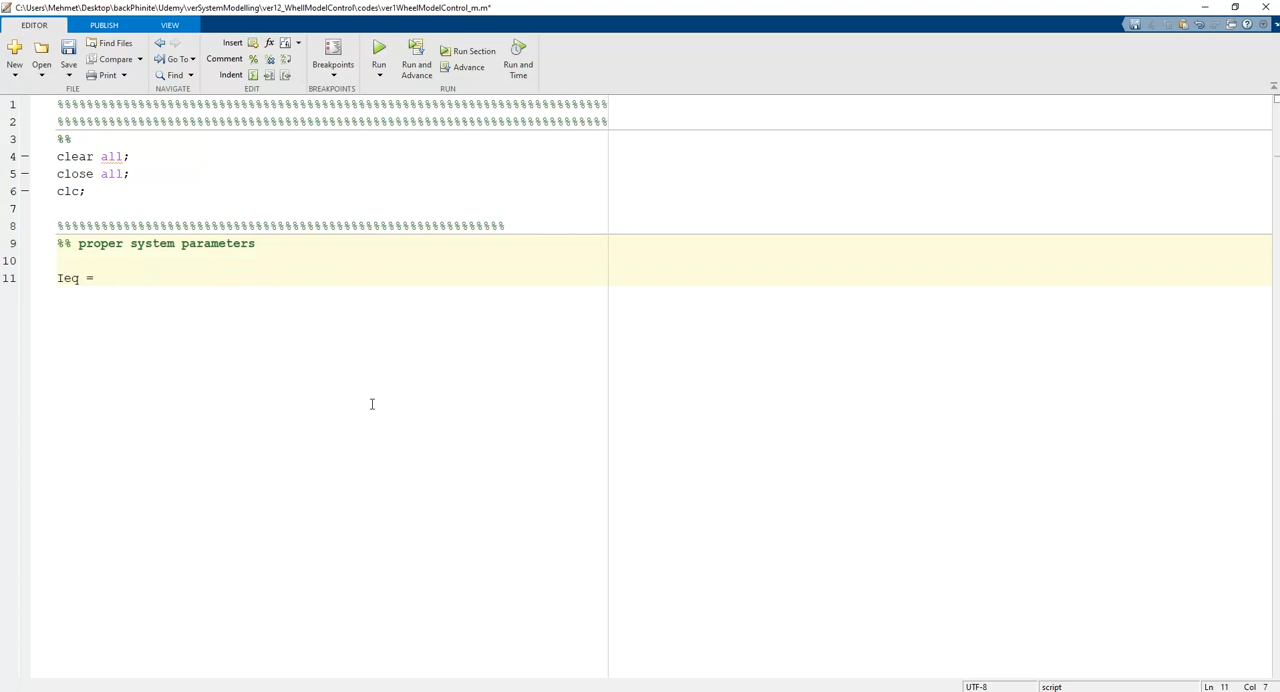 C:\Users\Mehmet\Desktop\backPhinite\Udemy\verSystemModelling\ver12_WhellModelControl\codes\ver1WheelModelControl_m.m*
EDITOR PUBLISH VIEW
New Open Save Find Files Compare Print
Go To Find
Insert fx
Comment
Indent
Breakpoints
Run Run and Advance Run Section Advance Run and Time
FILE NAVIGATE EDIT BREAKPOINTS RUN
1 %%%%%%%%%%%%%%%%%%%%%%%%%%%%%%%%%%%%%%%%%%%%%%%%%%%%%%%%%%%%%%%%%%%%%%%%%%%
2 %%%%%%%%%%%%%%%%%%%%%%%%%%%%%%%%%%%%%%%%%%%%%%%%%%%%%%%%%%%%%%%%%%%%%%%%%%%
3 %%
4 clear all;
5 close all;
6 clc;
7
8 %%%%%%%%%%%%%%%%%%%%%%%%%%%%%%%%%%%%%%%%%%%%%%%%%%%%%%%%%%%%%
9 %% proper system parameters
10
11 Ieq =
UTF-8 script Ln 11 Col 7